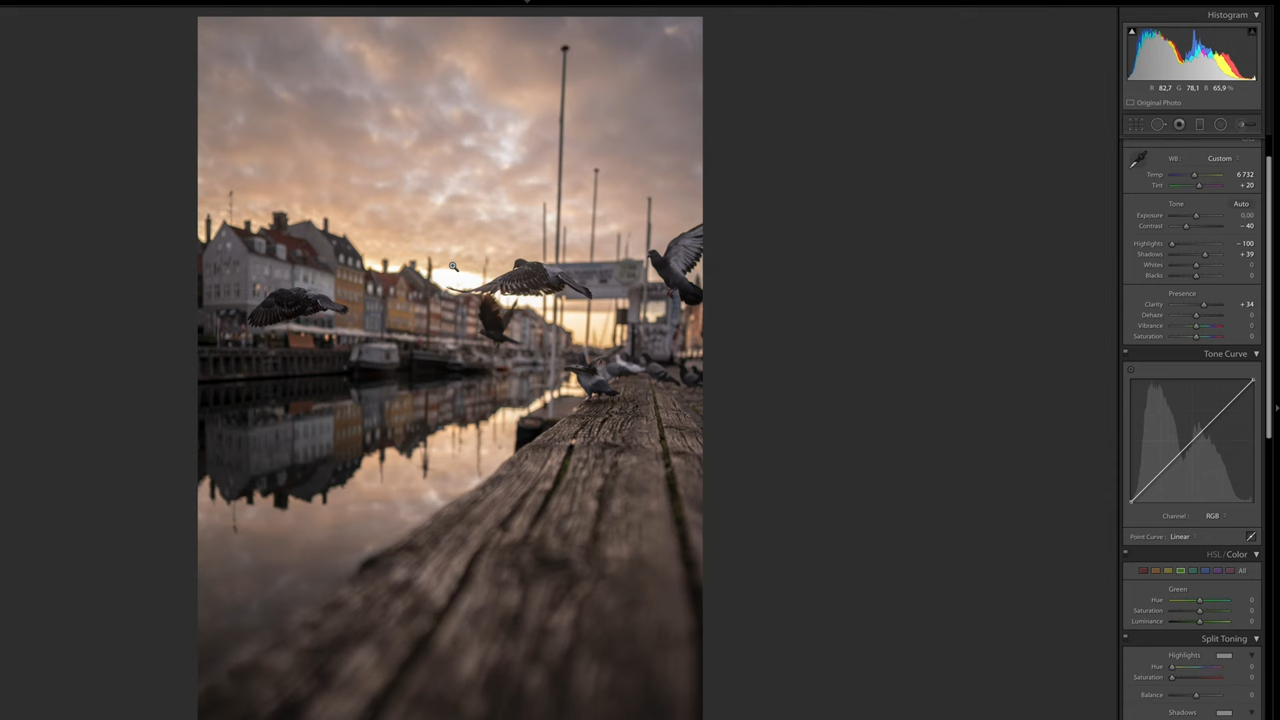 Histogram
R 82,7 G 78,1 B 65,9 %
Original Photo
WB: Custom
Temp 6 732
Tint + 20
Tone Auto
Exposure 0,00
Contrast − 40
Highlights − 100
Shadows + 39
Whites 0
Blacks 0
Presence
Clarity + 34
Dehaze 0
Vibrance 0
Saturation 0
Tone Curve
Channel : RGB
Point Curve : Linear
HSL / Color
All
Green
Hue 0
Saturation 0
Luminance 0
Split Toning
Highlights
Hue 0
Saturation 0
Balance 0
Shadows